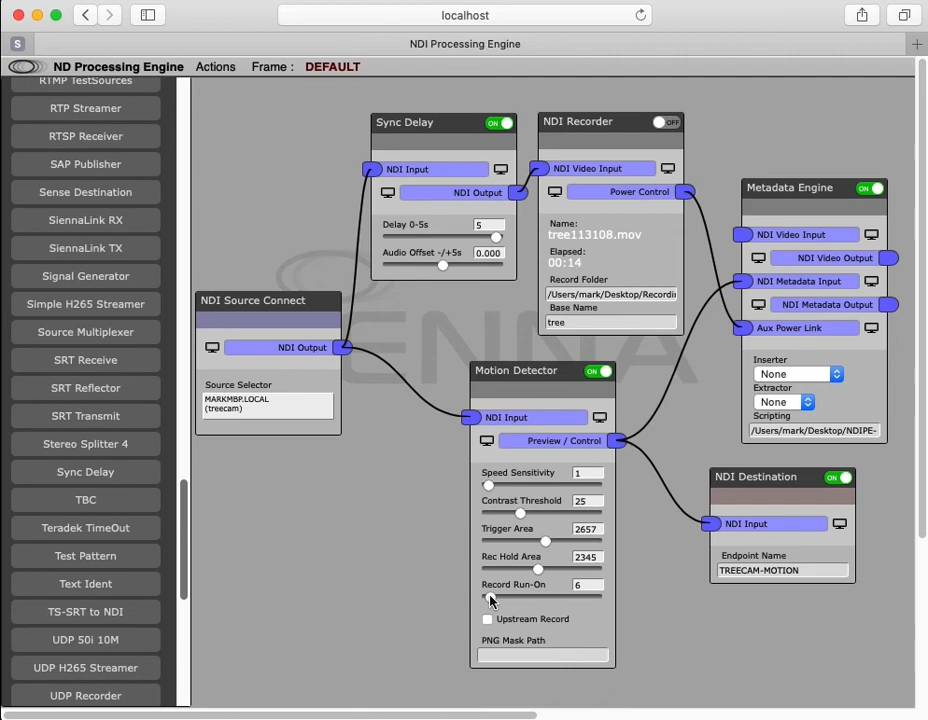 localhost
S
NDI Processing Engine
ND Processing Engine Actions Frame : DEFAULT
RTMP TestSources
RTP Streamer
RTSP Receiver
SAP Publisher
Sense Destination
SiennaLink RX
SiennaLink TX
Signal Generator
Simple H265 Streamer
Source Multiplexer
SRT Receive
SRT Reflector
SRT Transmit
Stereo Splitter 4
Sync Delay
TBC
Teradek TimeOut
Test Pattern
Text Ident
TS-SRT to NDI
UDP 50i 10M
UDP H265 Streamer
UDP Recorder
NDI Source Connect
NDI Output
Source Selector
MARKMBP.LOCAL
(treecam)
Sync Delay ON
NDI Input
NDI Output
Delay 0-5s 5
Audio Offset -/+5s 0.000
NDI Recorder OFF
NDI Video Input
Power Control
Name:
tree113108.mov
Elapsed:
00:14
Record Folder
/Users/mark/Desktop/Recordin
Base Name
tree
Motion Detector ON
NDI Input
Preview / Control
Speed Sensitivity 1
Contrast Threshold 25
Trigger Area 2657
Rec Hold Area 2345
Record Run-On 6
Upstream Record
PNG Mask Path
Metadata Engine ON
NDI Video Input
NDI Video Output
NDI Metadata Input
NDI Metadata Output
Aux Power Link
Inserter
None
Extractor
None
Scripting
/Users/mark/Desktop/NDIPE-
NDI Destination ON
NDI Input
Endpoint Name
TREECAM-MOTION